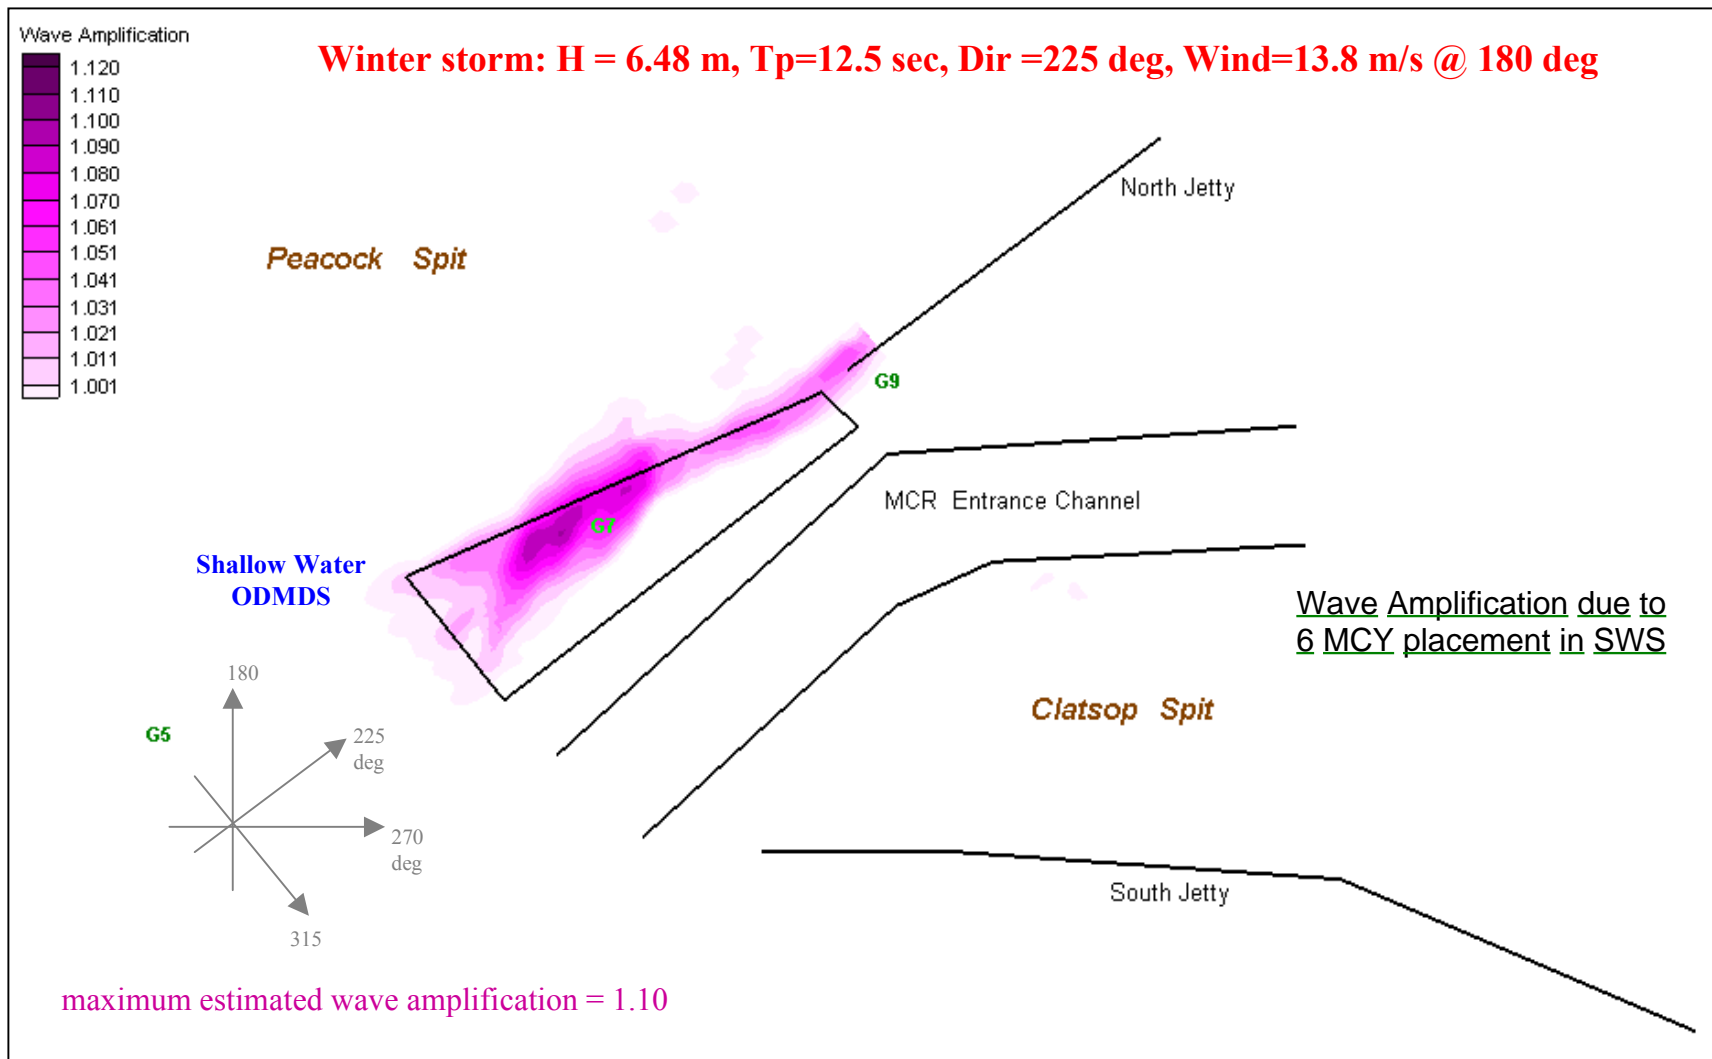 Wave Amplification
1.120
1.110
1.100
1.090
1.080
1.070
1.061
1.051
1.041
1.031
1.021
1.011
1.001
Winter storm: H = 6.48 m, Tp=12.5 sec, Dir =225 deg, Wind=13.8 m/s @ 180 deg
North Jetty
Peacock Spit
G9
MCR Entrance Channel
G7
Shallow Water
ODMDS
Wave Amplification due to
6 MCY placement in SWS
180
Clatsop Spit
G5
225
deg
270
deg
South Jetty
315
maximum estimated wave amplification = 1.10